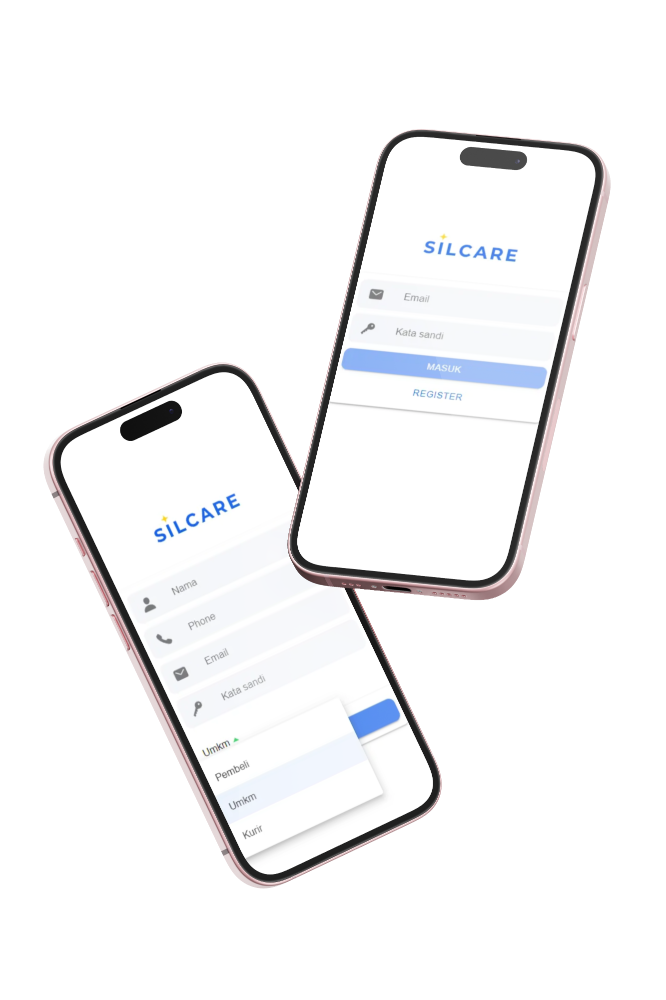 SILCARE
Email
Kata sandi
MASUK
REGISTER
SILCARE
Nama
Phone
Email
Kata sandi
Umkm
Pembeli
Umkm
Kurir